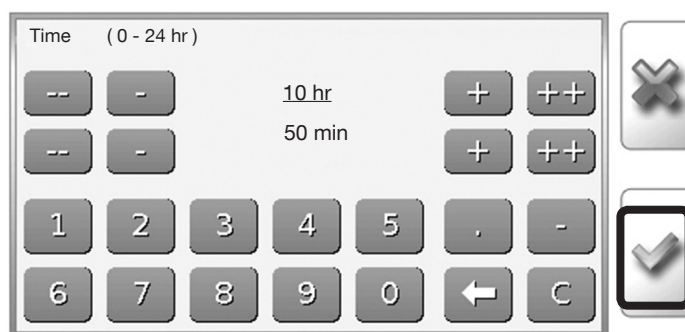 Time ( 0 - 24 hr )
-- - 10 hr + ++
-- - 50 min + ++
1 2 3 4 5 . -
6 7 8 9 0 C